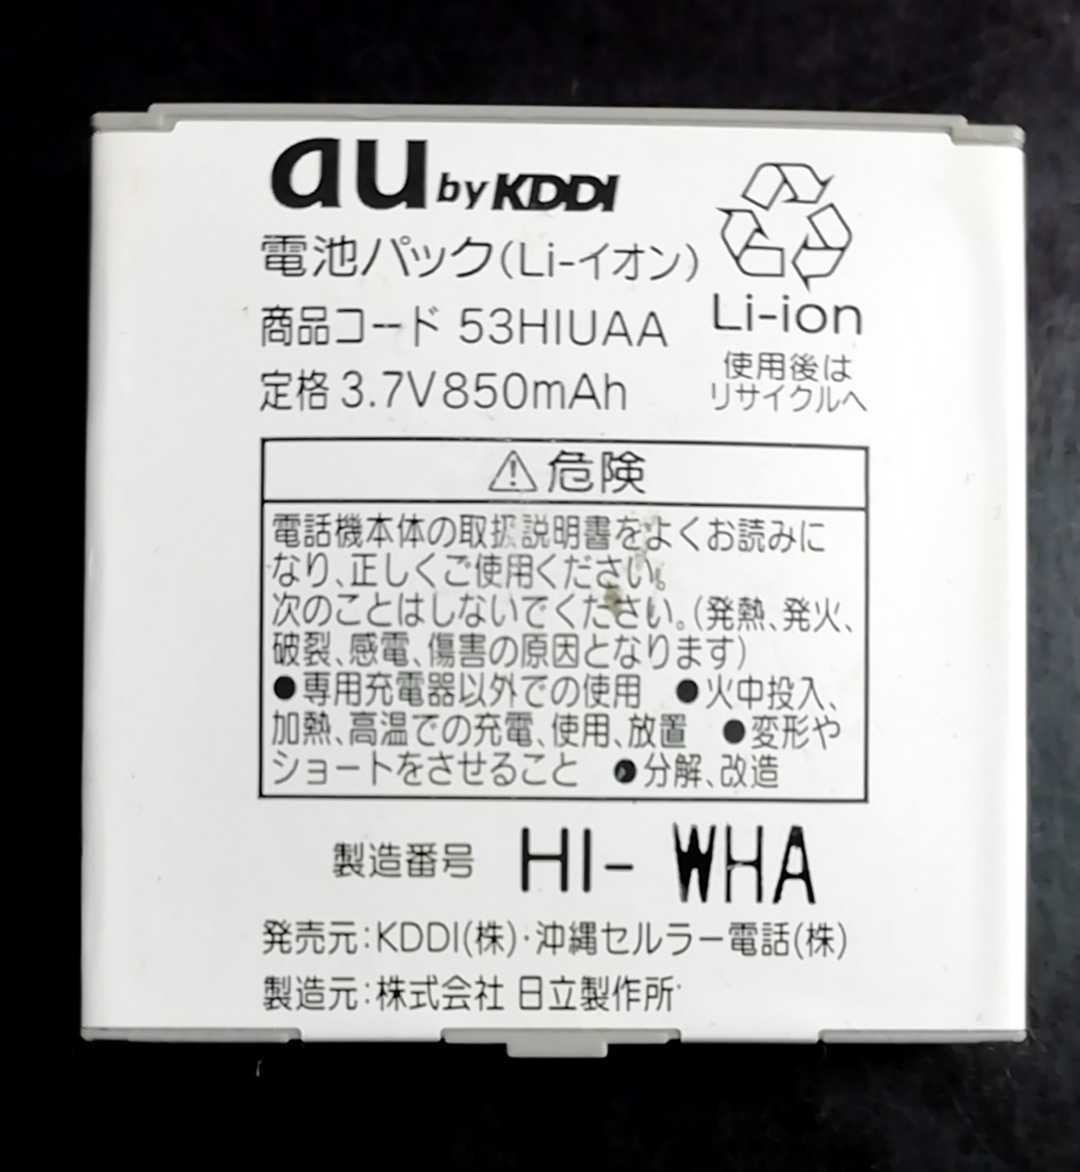 au by KDDI
電池パック(Li-イオン)
商品コード 53HIUAA
定格 3.7V 850mAh
Li-ion
使用後は
リサイクルへ
⚠危険
電話機本体の取扱説明書をよくお読みに
なり、正しくご使用ください。
次のことはしないでください。(発熱、発火、
破裂、感電、傷害の原因となります)
●専用充電器以外での使用 ●火中投入、
加熱、高温での充電、使用、放置 ●変形や
ショートをさせること ●分解、改造
製造番号 HI- WHA
発売元:KDDI(株)・沖縄セルラー電話(株)
製造元:株式会社 日立製作所